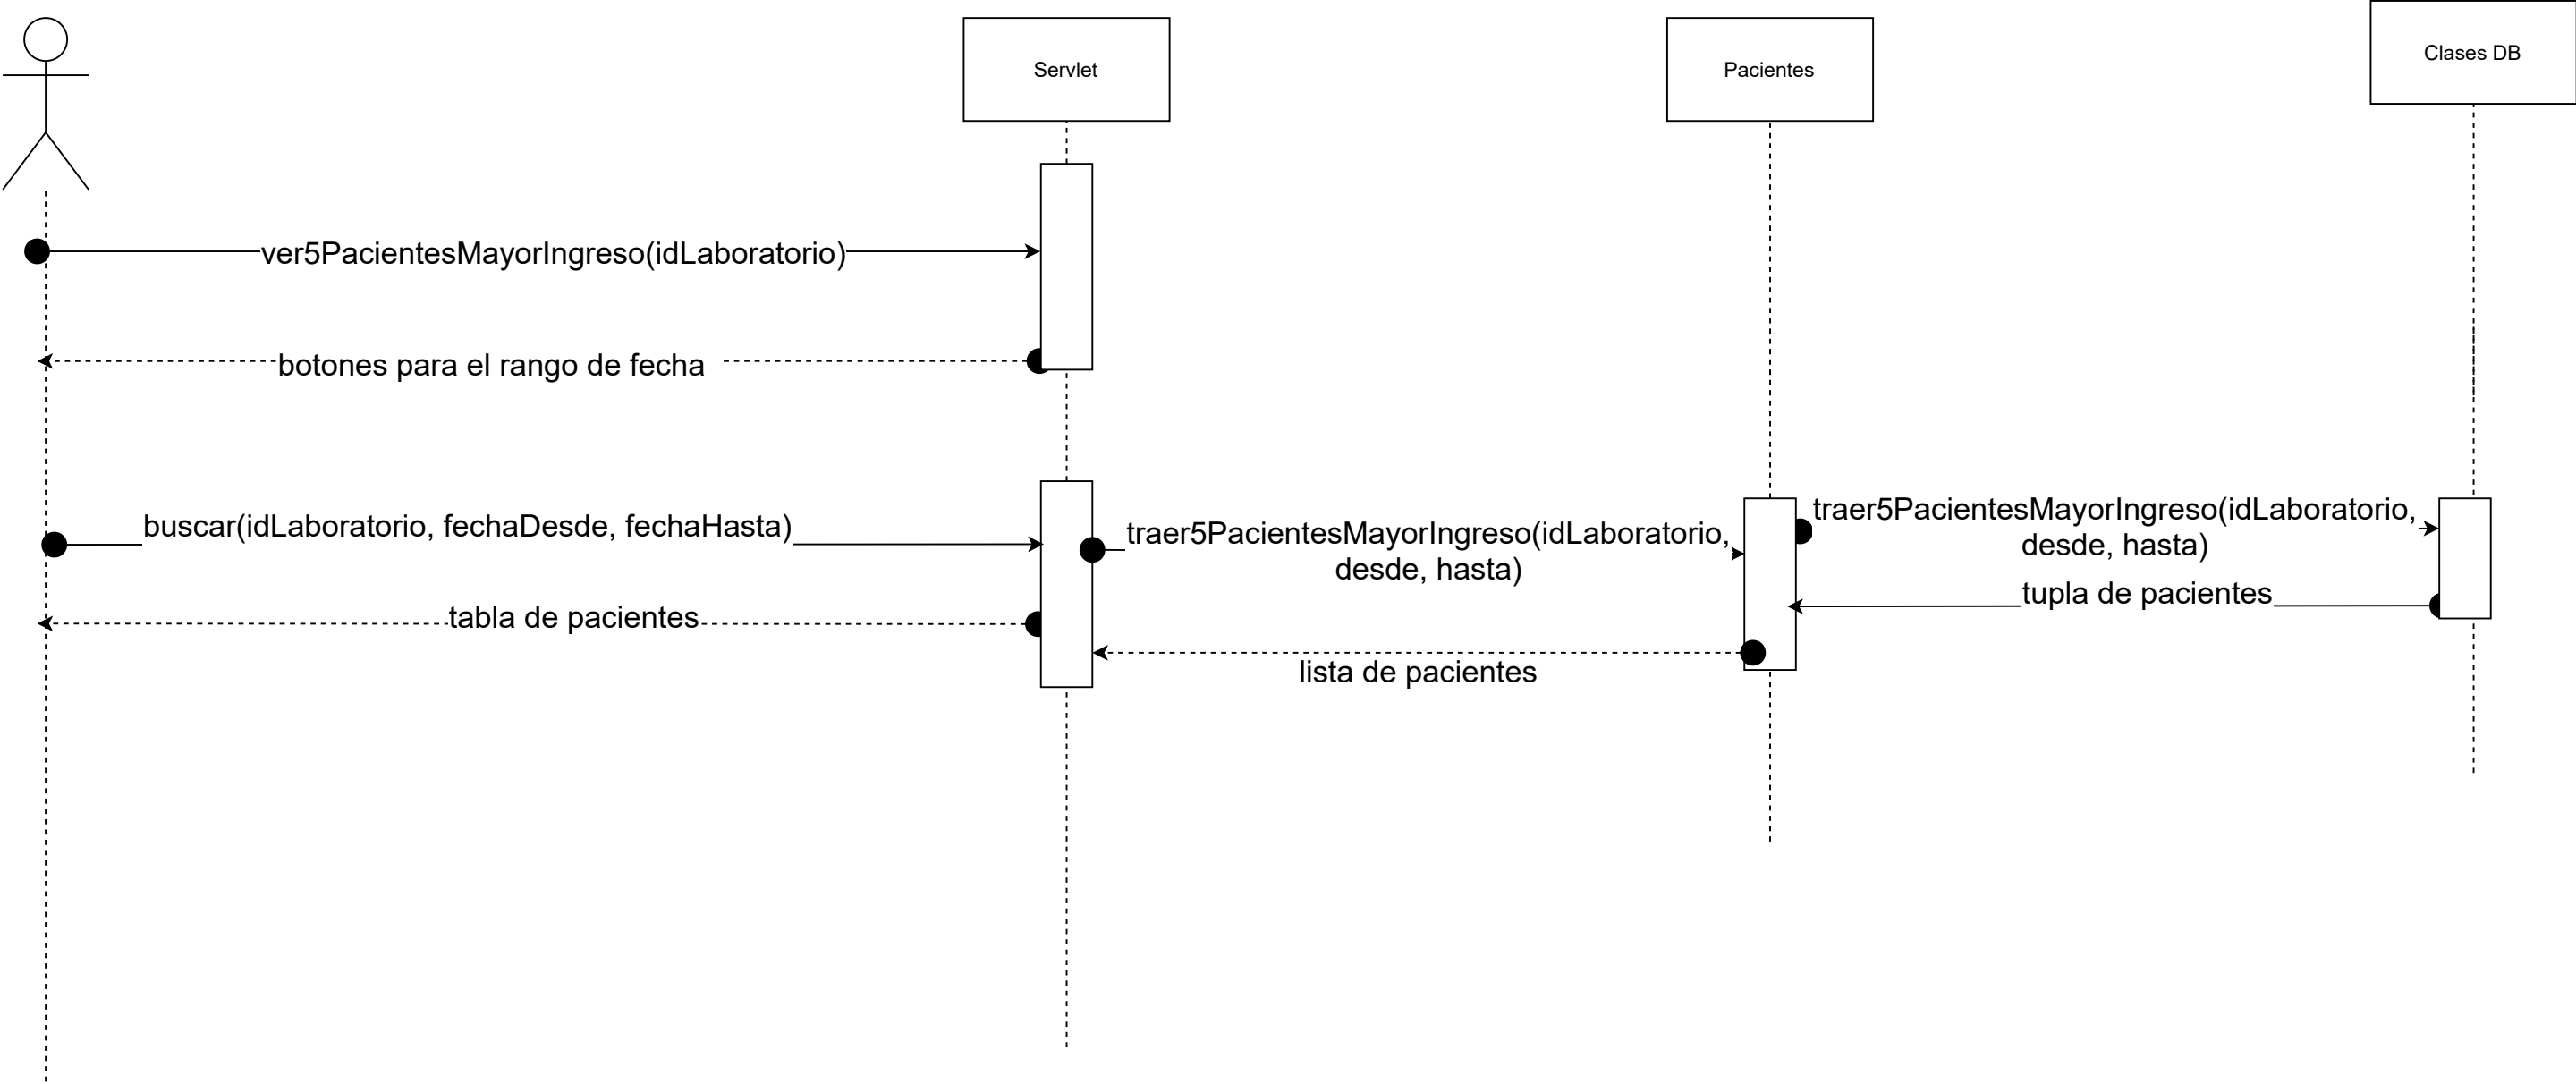 Servlet
Pacientes
Clases DB
ver5PacientesMayorIngreso(idLaboratorio)
botones para el rango de fecha
buscar(idLaboratorio, fechaDesde, fechaHasta)
traer5PacientesMayorIngreso(idLaboratorio,
desde, hasta)
traer5PacientesMayorIngreso(idLaboratorio,
desde, hasta)
tupla de pacientes
tabla de pacientes
lista de pacientes